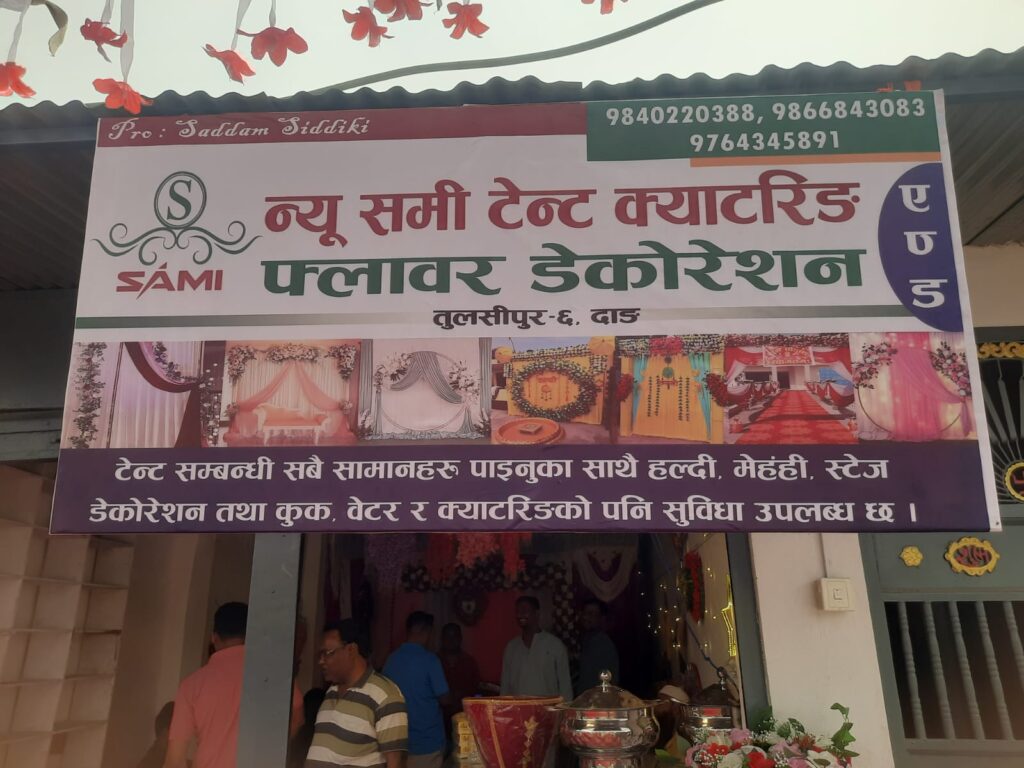 Pro : Saddam Siddiki
9840220388, 9866843083
9764345891
S
SAMI
न्यू समी टेन्ट क्याटरिङ
एण्ड
फ्लावर डेकोरेशन
तुलसीपुर-६, दाङ
टेन्ट सम्बन्धी सबै सामानहरू पाइनुका साथै हल्दी, मेहंही, स्टेज
डेकोरेशन तथा कुक, वेटर र क्याटरिङको पनि सुविधा उपलब्ध छ ।
शुभ